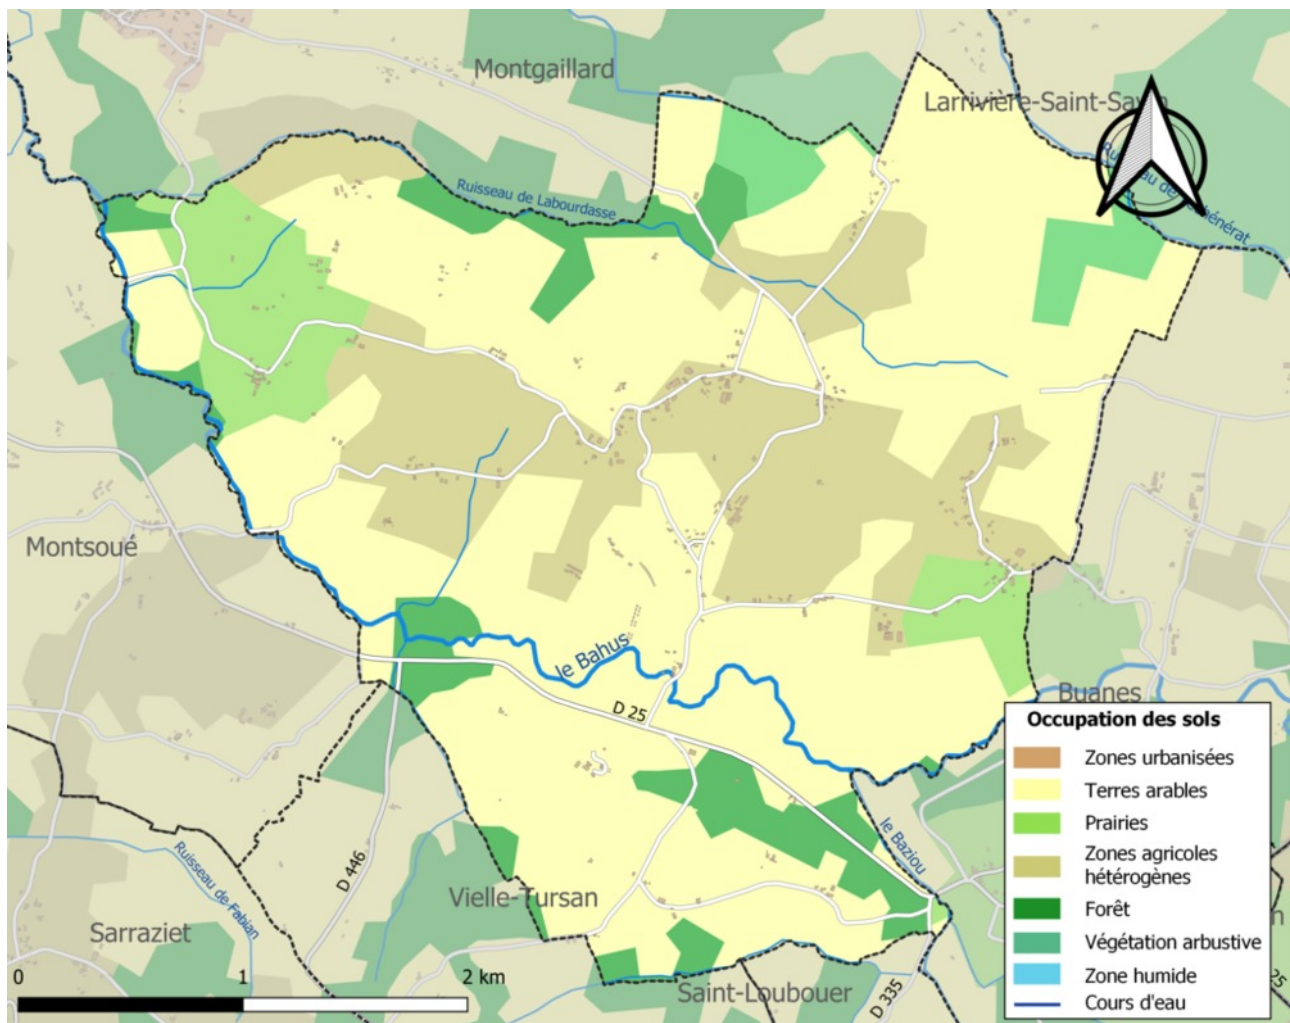 Montgaillard
Larrivière-Saint-Savin
Ruisseau de Labourdasse
Montsoué
le Bahus
D 25
Buanes
le Baziou
D 446
Ruisseau de Fabian
Vielle-Tursan
Sarraziet
Saint-Loubouer
D 335
0 1 2 km
Occupation des sols
Zones urbanisées
Terres arables
Prairies
Zones agricoles
hétérogènes
Forêt
Végétation arbustive
Zone humide
Cours d'eau